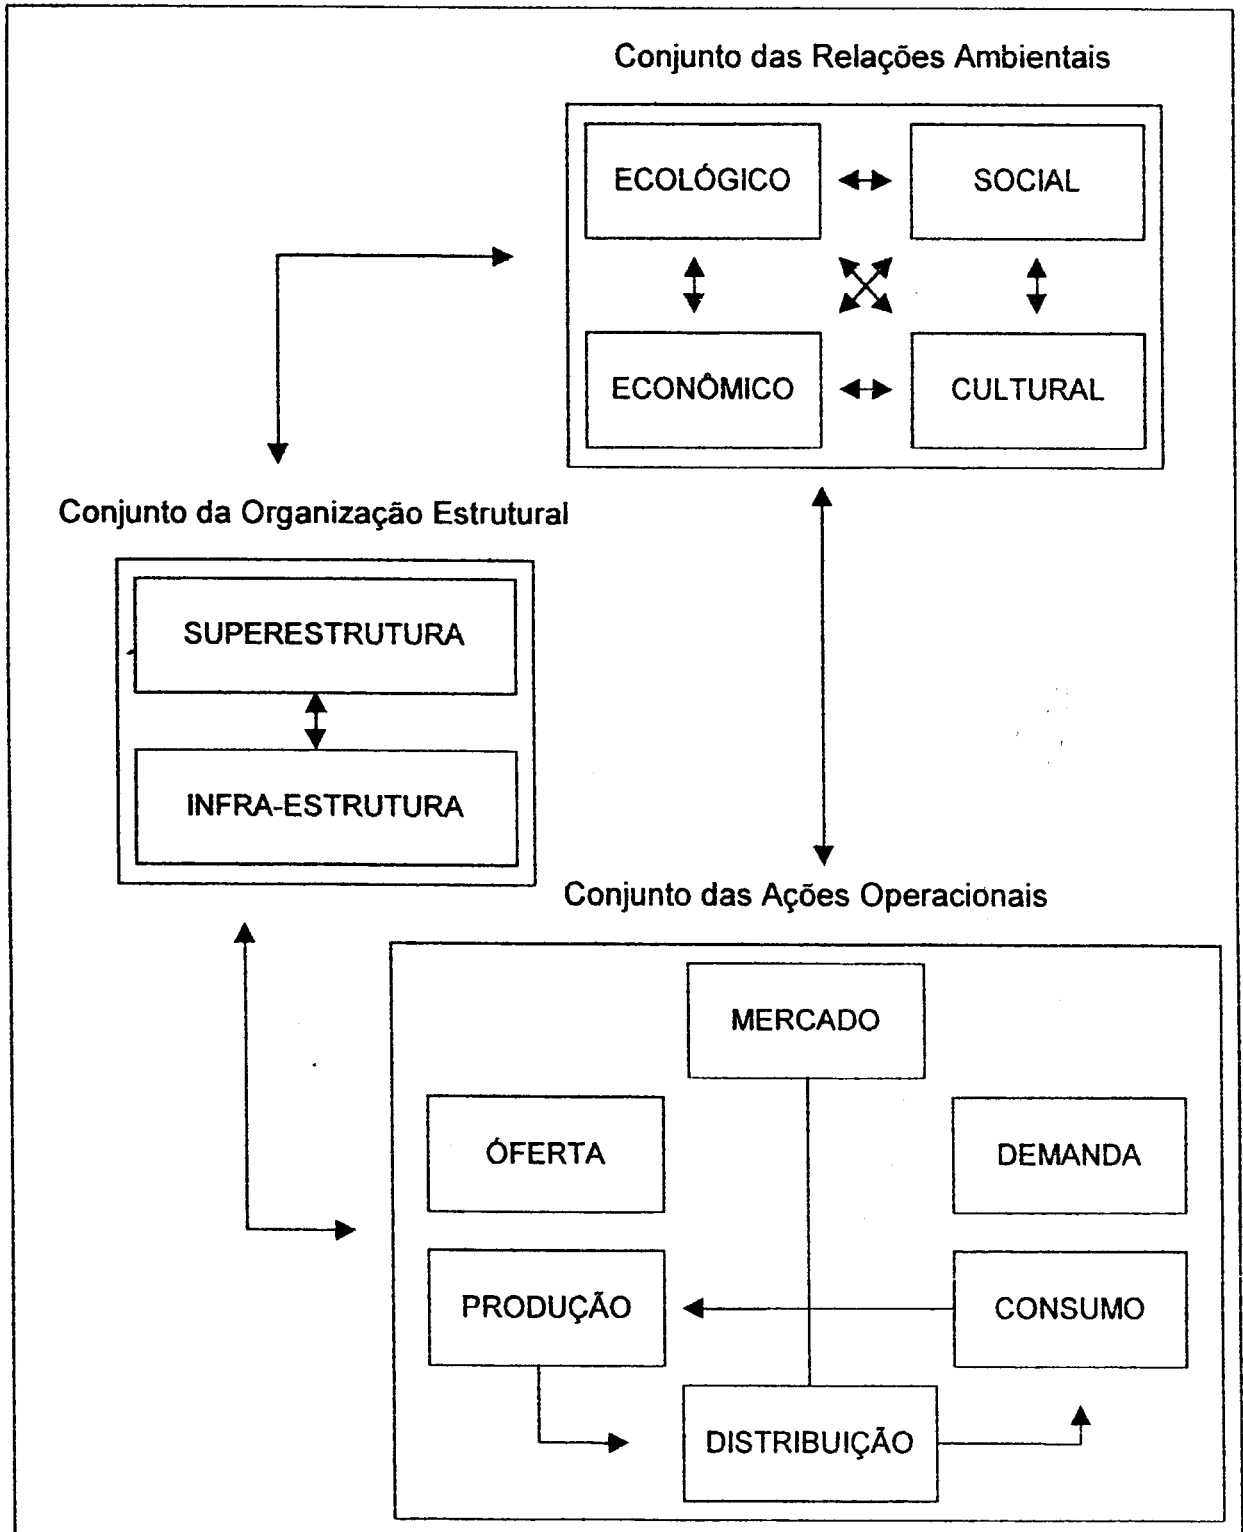 Conjunto das Relações Ambientais
ECOLÓGICO
SOCIAL
ECONÔMICO
CULTURAL
Conjunto da Organização Estrutural
SUPERESTRUTURA
INFRA-ESTRUTURA
Conjunto das Ações Operacionais
MERCADO
ÓFERTA
DEMANDA
PRODUÇÃO
CONSUMO
DISTRIBUIÇÃO